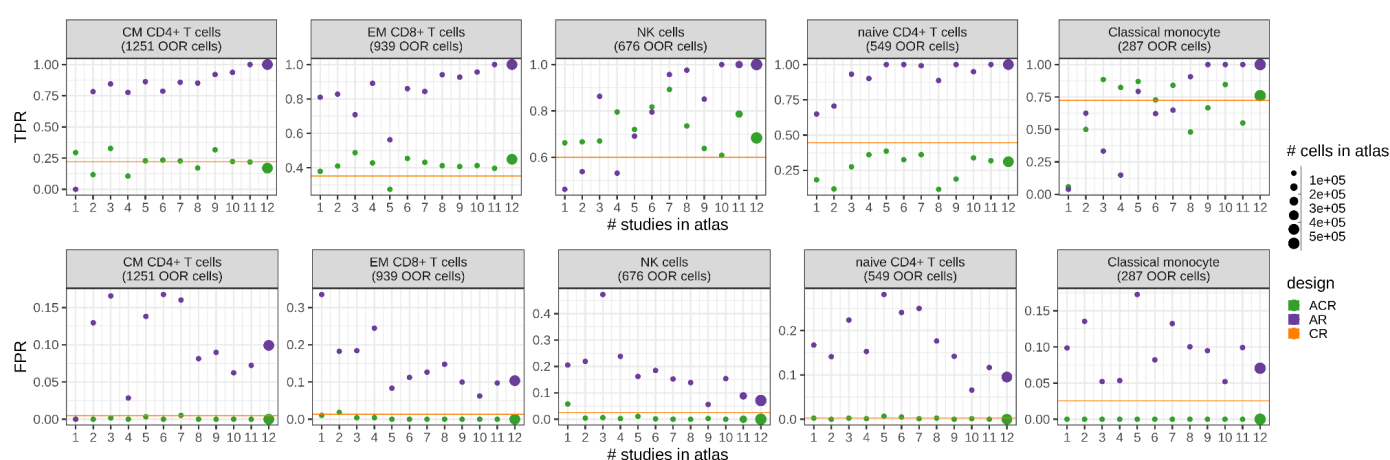 CM CD4+ T cells
(1251 OOR cells)
EM CD8+ T cells
(939 OOR cells)
NK cells
(676 OOR cells)
naive CD4+ T cells
(549 OOR cells)
Classical monocyte
(287 OOR cells)
TPR
1.00
0.75
0.50
0.25
0.00
1 2 3 4 5 6 7 8 9 10 11 12
1.0
0.8
0.6
0.4
1 2 3 4 5 6 7 8 9 10 11 12
1.0
0.8
0.6
1 2 3 4 5 6 7 8 9 10 11 12
1.00
0.75
0.50
0.25
1 2 3 4 5 6 7 8 9 10 11 12
1.00
0.75
0.50
0.25
0.00
1 2 3 4 5 6 7 8 9 10 11 12
# studies in atlas
CM CD4+ T cells
(1251 OOR cells)
EM CD8+ T cells
(939 OOR cells)
NK cells
(676 OOR cells)
naive CD4+ T cells
(549 OOR cells)
Classical monocyte
(287 OOR cells)
FPR
0.15
0.10
0.05
0.00
1 2 3 4 5 6 7 8 9 10 11 12
0.3
0.2
0.1
0.0
1 2 3 4 5 6 7 8 9 10 11 12
0.4
0.3
0.2
0.1
0.0
1 2 3 4 5 6 7 8 9 10 11 12
0.2
0.1
0.0
1 2 3 4 5 6 7 8 9 10 11 12
0.15
0.10
0.05
0.00
1 2 3 4 5 6 7 8 9 10 11 12
# studies in atlas
# cells in atlas
1e+05
2e+05
3e+05
4e+05
5e+05
design
ACR
AR
CR